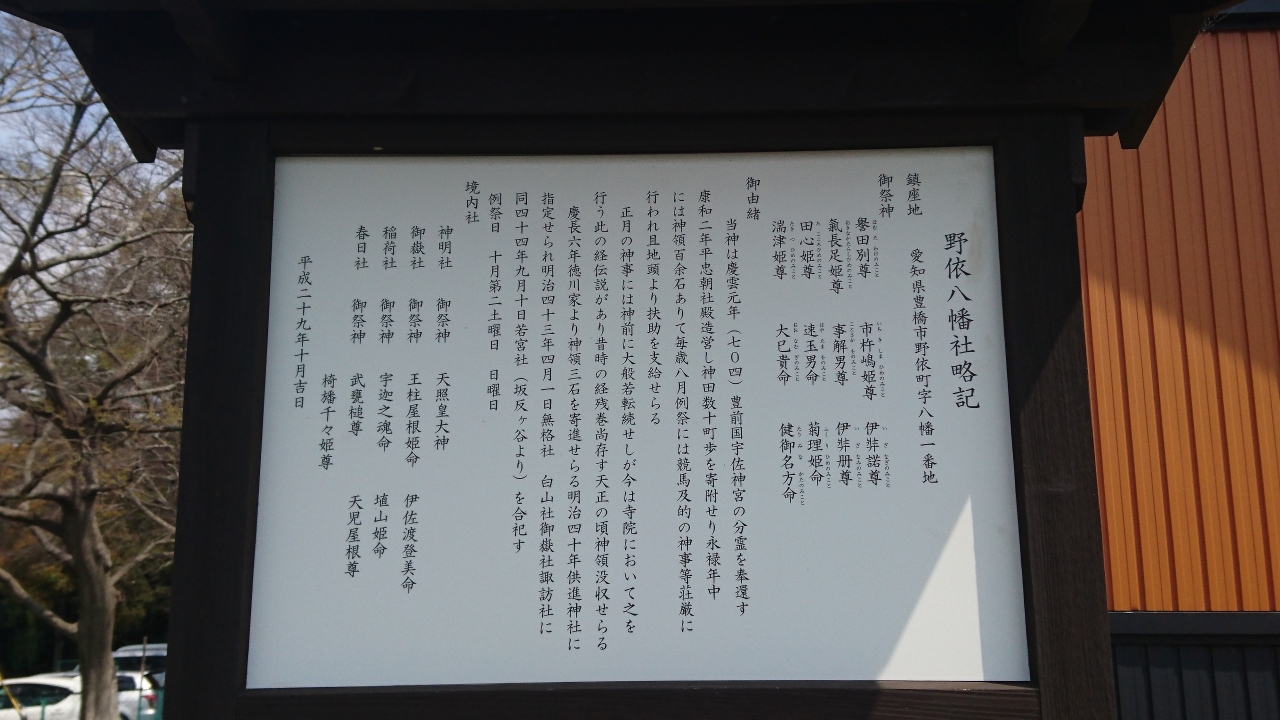 野依八幡社略記
鎮座地　愛知県豊橋市野依町字八幡一番地
御祭神
誉田別尊　市杵嶋姫尊　伊弉諾尊
氣長足姫尊　事解男尊　伊弉册尊
田心姫尊　速玉男命　菊理姫命
湍津姫尊　大已貴命　健御名方命
御由緒
当神は慶雲元年（七〇四）豊前国宇佐神宮の分霊を奉還す
康和二年平忠朝社殿造営し神田数十町歩を寄附せり永禄年中
には神領百余石ありて毎歳八月例祭には競馬及的の神事等荘厳に
行われ且地頭より扶助を支給せらる
正月の神事には神前に大般若転続せしが今は寺院において之を
行う此の経伝説があり昔時の経残巻尚存す天正の頃神領没収せらる
慶長六年徳川家より神領三石を寄進せらる明治四十年供進神社に
指定せられ明治四十三年四月一日無格社　白山社御嶽社諏訪社に
同四十四年九月十日若宮社（坂反ヶ谷より）を合祀す
例祭日　十月第二土曜日　日曜日
境内社
神明社　御祭神　天照皇大神
御嶽社　御祭神　王柱屋根姫命　伊佐渡登美命
稲荷社　御祭神　宇迦之魂命　埴山姫命
春日社　御祭神　武甕槌尊　天児屋根尊
栲幡千々姫尊
平成二十九年十月吉日